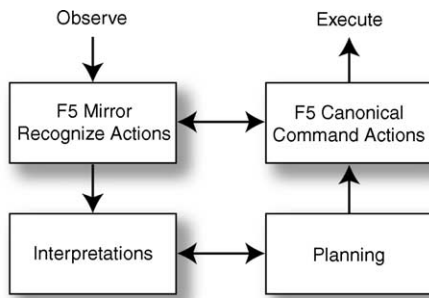 Observe
Execute
F5 Mirror
Recognize Actions
F5 Canonical
Command Actions
Interpretations
Planning